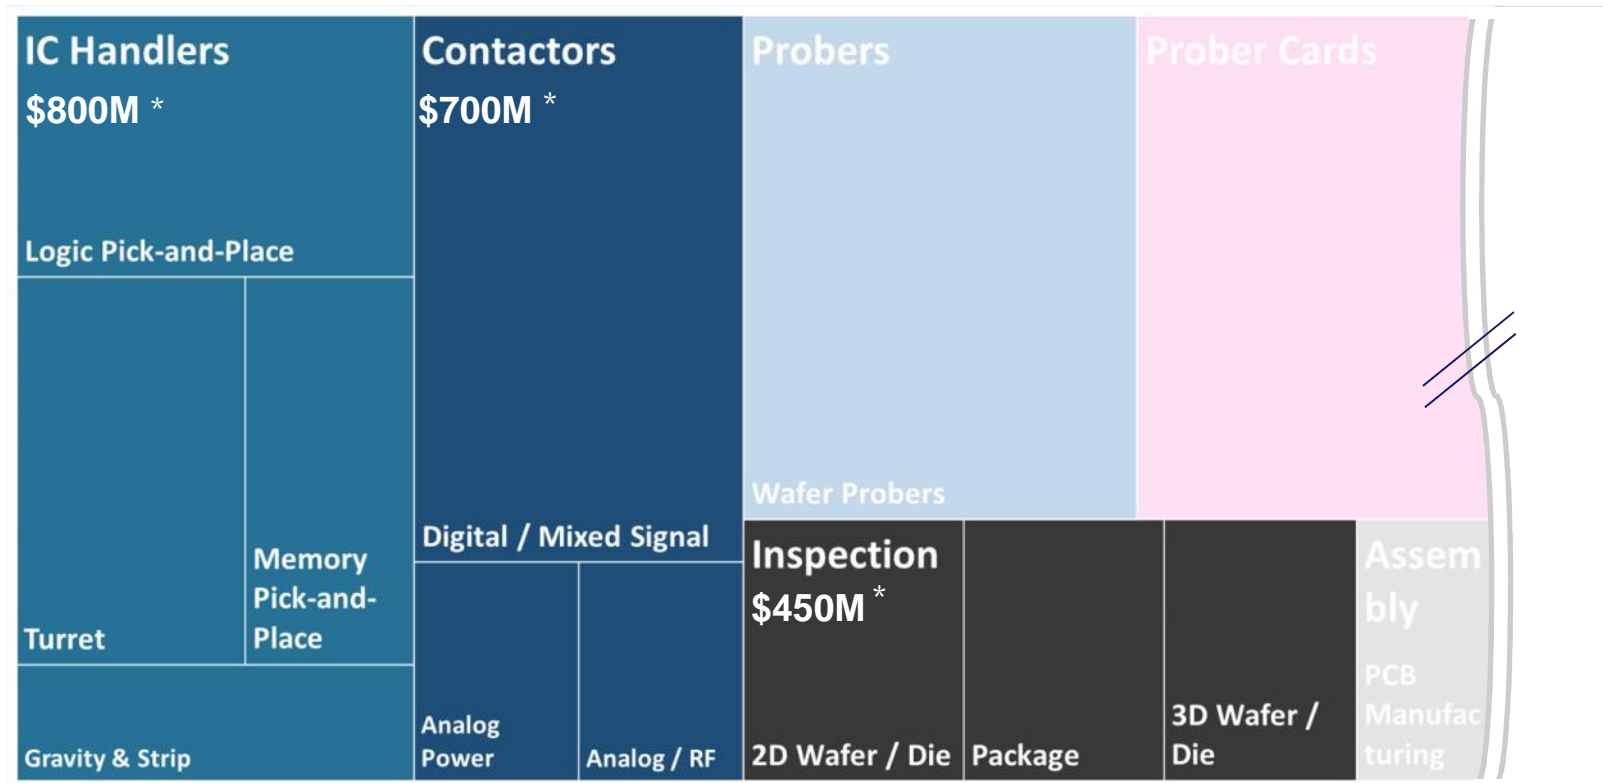 IC Handlers
$800M *
Logic Pick-and-Place
Turret
Memory
Pick-and-
Place
Gravity & Strip
Contactors
$700M *
Digital / Mixed Signal
Analog
Power
Analog / RF
Probers
Wafer Probers
Prober Cards
Inspection
$450M *
2D Wafer / Die
Package
3D Wafer /
Die
Assem
bly
PCB
Manufac
turing